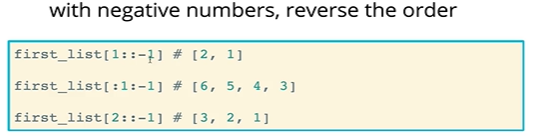 with negative numbers, reverse the order
first_list[1::-1] # [2, 1]
first_list[:1:-1] # [6, 5, 4, 3]
first_list[2::-1] # [3, 2, 1]